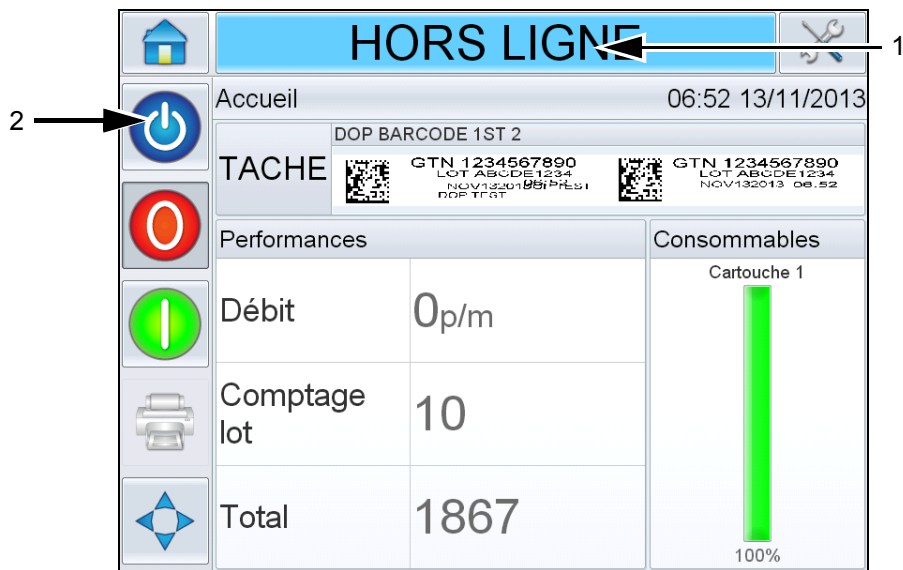 HORS LIGNE
1
2
Accueil
06:52 13/11/2013
DOP BARCODE 1ST 2
TACHE
GTN 1234567890
LOT ABCDE1234
DOP TEST
GTN 1234567890
LOT ABCDE1234
NOV132013 06.52
Performances
Consommables
Débit
0p/m
Cartouche 1
Comptage
lot
10
Total
1867
100%